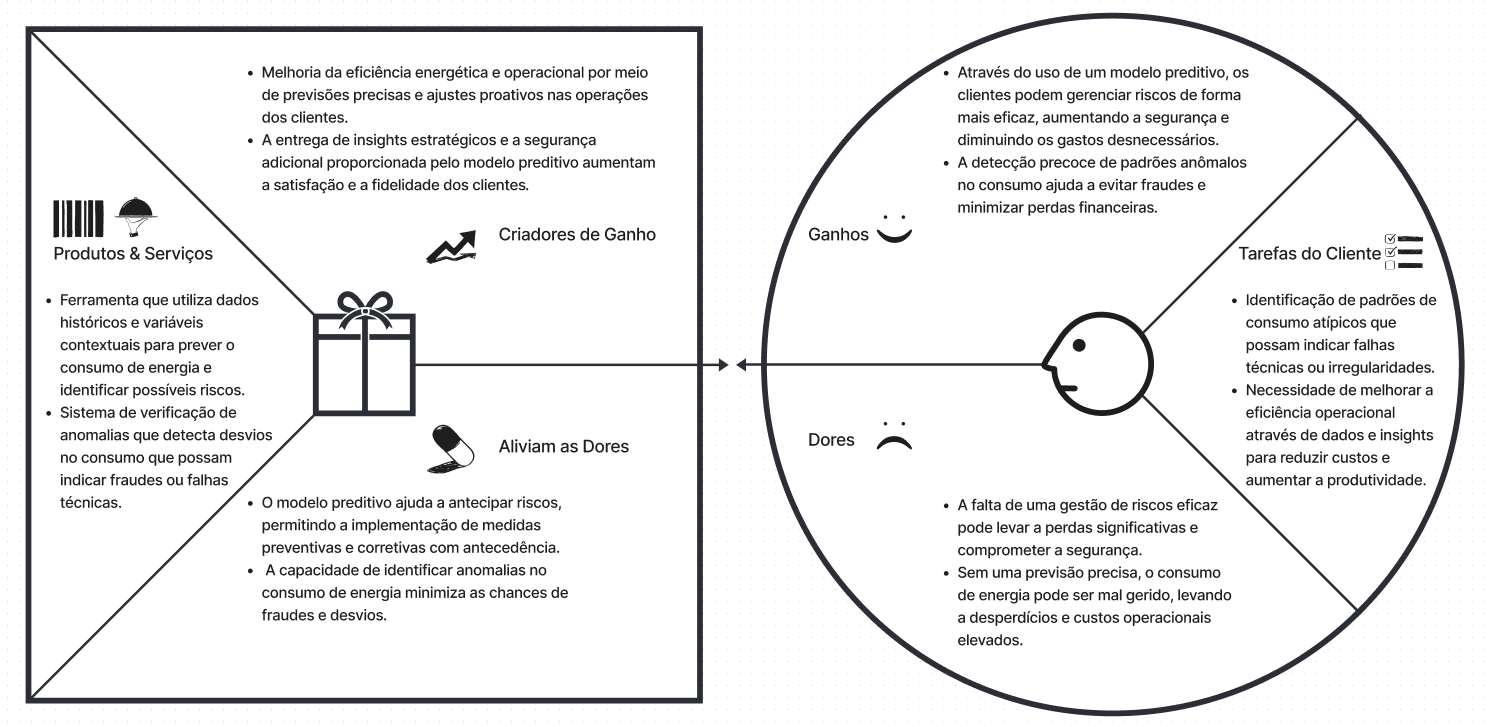 • Melhoria da eficiência energética e operacional por meio
de previsões precisas e ajustes proativos nas operações
dos clientes.
• A entrega de insights estratégicos e a segurança
adicional proporcionada pelo modelo preditivo aumentam
a satisfação e a fidelidade dos clientes.
Criadores de Ganho
Produtos & Serviços
• Ferramenta que utiliza dados
históricos e variáveis
contextuais para prever o
consumo de energia e
identificar possíveis riscos.
• Sistema de verificação de
anomalias que detecta desvios
no consumo que possam
indicar fraudes ou falhas
técnicas.
Aliviam as Dores
• O modelo preditivo ajuda a antecipar riscos,
permitindo a implementação de medidas
preventivas e corretivas com antecedência.
• A capacidade de identificar anomalias no
consumo de energia minimiza as chances de
fraudes e desvios.
• Através do uso de um modelo preditivo, os
clientes podem gerenciar riscos de forma
mais eficaz, aumentando a segurança e
diminuindo os gastos desnecessários.
• A detecção precoce de padrões anômalos
no consumo ajuda a evitar fraudes e
minimizar perdas financeiras.
Ganhos
Tarefas do Cliente
• Identificação de padrões de
consumo atípicos que
possam indicar falhas
técnicas ou irregularidades.
• Necessidade de melhorar a
eficiência operacional
através de dados e insights
para reduzir custos e
aumentar a produtividade.
Dores
• A falta de uma gestão de riscos eficaz
pode levar a perdas significativas e
comprometer a segurança.
• Sem uma previsão precisa, o consumo
de energia pode ser mal gerido, levando
a desperdícios e custos operacionais
elevados.